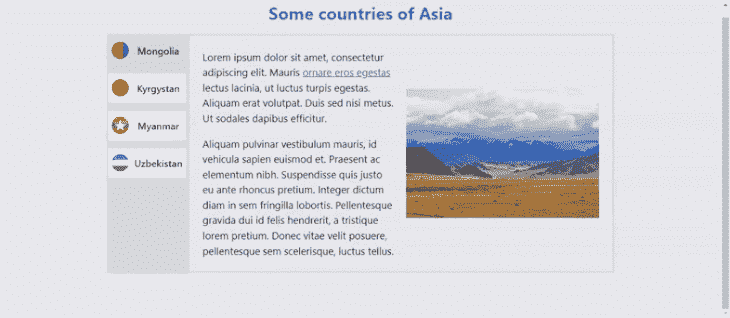 Some countries of Asia
Mongolia
Kyrgystan
Myanmar
Uzbekistan
Lorem ipsum dolor sit amet, consectetur
adipiscing elit. Mauris ornare eros egestas
lectus lacinia, ut luctus turpis egestas.
Aliquam erat volutpat. Duis sed nisi metus.
Ut sodales dapibus efficitur.
Aliquam pulvinar vestibulum mauris, id
vehicula sapien euismod et. Praesent ac
elementum nibh. Suspendisse quis justo
eu ante rhoncus pretium. Integer dictum
diam in sem fringilla lobortis. Pellentesque
gravida dui id felis hendrerit, a tristique
lorem pretium. Donec vitae velit posuere,
pellentesque sem scelerisque, luctus tellus.